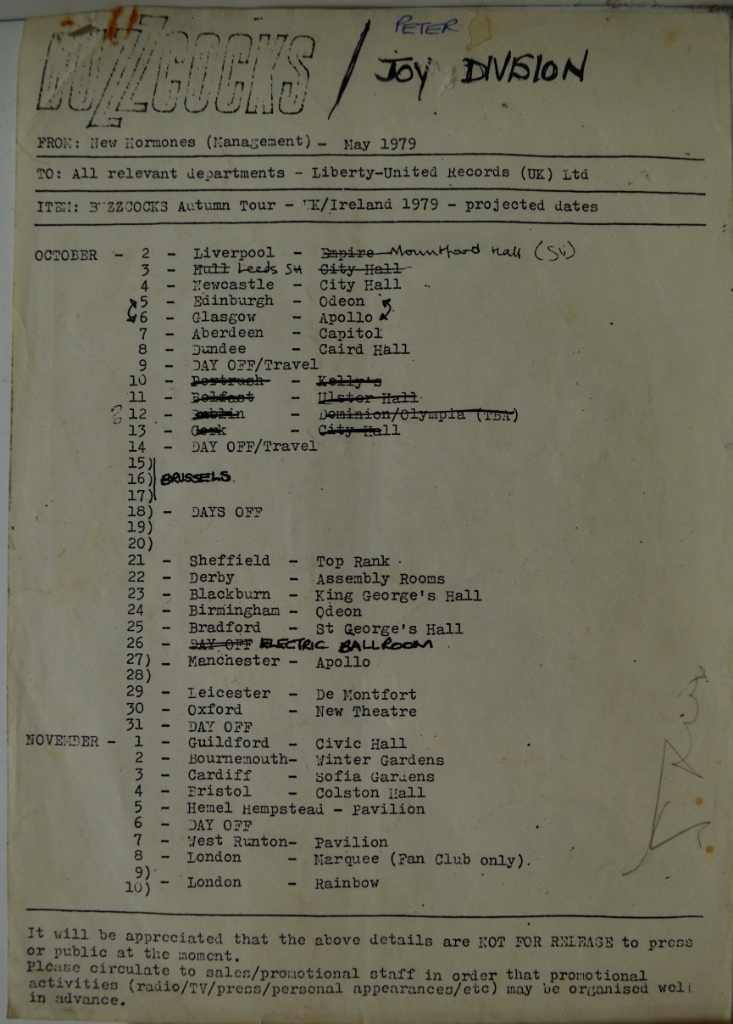 PETER
BUZZCOCKS / JOY DIVISION
FROM: New Hormones (Management) - May 1979
TO: All relevant departments - Liberty-United Records (UK) Ltd
ITEM: BUZZCOCKS Autumn Tour - UK/Ireland 1979 - projected dates
OCTOBER - 2 - Liverpool - Empire Mountford Hall
3 - Hull Leeds City Hall
4 - Newcastle - City Hall
5 - Edinburgh - Odeon
6 - Glasgow - Apollo
7 - Aberdeen - Capitol
8 - Dundee - Caird Hall
9 - DAY OFF/Travel
10 - Portrush - Kelly's
11 - Belfast - Ulster Hall
12 - Dublin - Dominion/Olympia (TBA)
13 - Cork - City Hall
14 - DAY OFF/Travel
15)
16) BRUSSELS.
17)
18) - DAYS OFF
19)
20)
21 - Sheffield - Top Rank
22 - Derby - Assembly Rooms
23 - Blackburn - King George's Hall
24 - Birmingham - Odeon
25 - Bradford - St George's Hall
26 - DAY OFF ELECTRIC BALLROOM
27) - Manchester - Apollo
28)
29 - Leicester - De Montfort
30 - Oxford - New Theatre
31 - DAY OFF
NOVEMBER - 1 - Guildford - Civic Hall
2 - Bournemouth- Winter Gardens
3 - Cardiff - Sofia Gardens
4 - Bristol - Colston Hall
5 - Hemel Hempstead - Pavilion
6 - DAY OFF
7 - West Runton- Pavilion
8 - London - Marquee (Fan Club only).
9)
10) - London - Rainbow
It will be appreciated that the above details are NOT FOR RELEASE to press
or public at the moment.
Please circulate to sales/promotional staff in order that promotional
activities (radio/TV/press/personal appearances/etc) may be organised well
in advance.